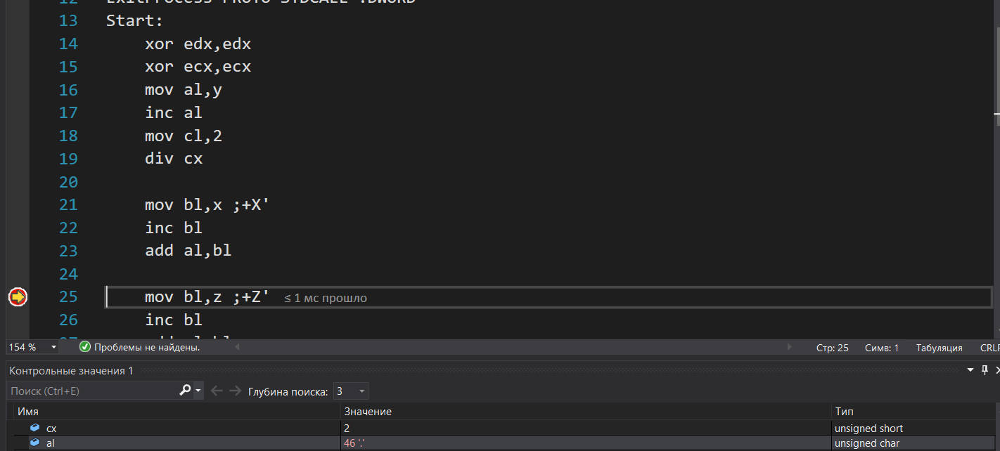 12 ExitProcess PROTO STDCALL :DWORD
13 Start:
14 xor edx,edx
15 xor ecx,ecx
16 mov al,y
17 inc al
18 mov cl,2
19 div cx
20
21 mov bl,x ;+X'
22 inc bl
23 add al,bl
24
25 mov bl,z ;+Z' ≤ 1 мс прошло
26 inc bl
154 % Проблемы не найдены. Стр: 25 Симв: 1 Табуляция CRLF
Контрольные значения 1
Поиск (Ctrl+E) Глубина поиска: 3
Имя Значение Тип
cx 2 unsigned short
al 46 '.' unsigned char